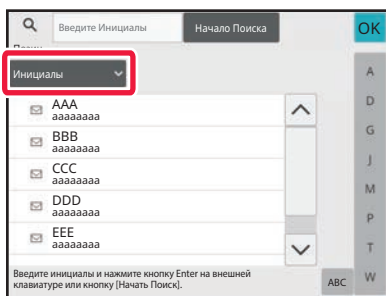 Введите Инициалы
Начало Поиска
OK
Инициалы
AAA
aaaaaaaa
BBB
aaaaaaaa
CCC
aaaaaaaa
DDD
aaaaaaaa
EEE
aaaaaaaa
A
D
G
J
M
P
T
W
Введите инициалы и нажмите кнопку Enter на внешней
клавиатуре или кнопку [Начать Поиск].
ABC